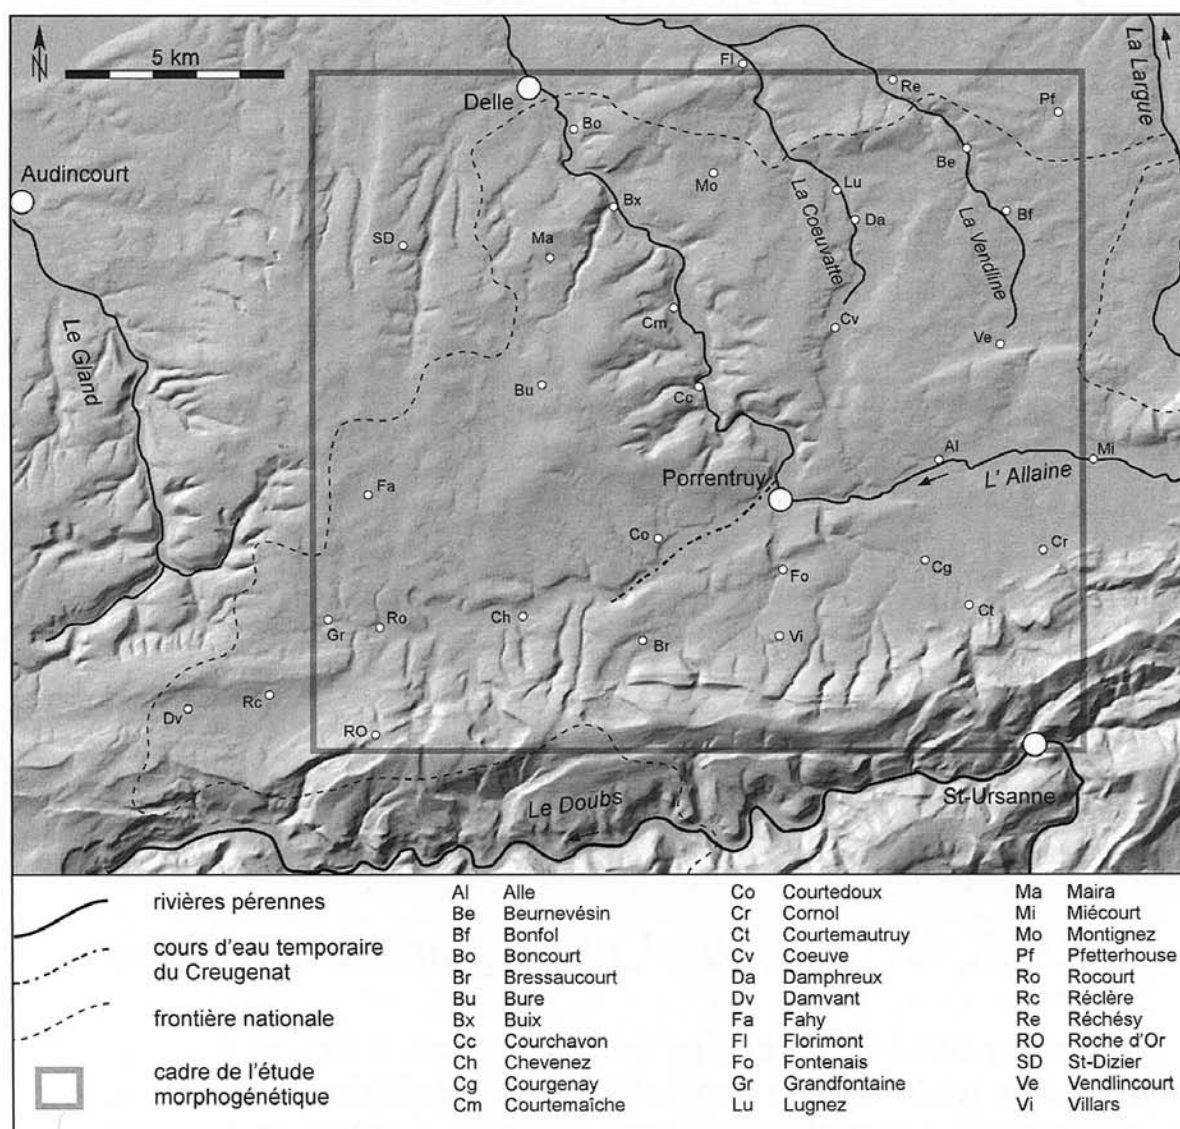 N
5 km
Fl
La Largue
Delle
Re
Pf
Bo
Be
Audincourt
Mo
Lu
Bx
Da
Bf
SD
Ma
La Coeuvatte
La Vendline
Cm
Cv
Le Gland
Ve
Bu
Cc
Al
Mi
Porrentruy
L' Allaine
Fa
Co
Cr
Fo
Cg
Ct
Gr
Ro
Ch
Br
Vi
Rc
Dv
RO
St-Ursanne
Le Doubs
rivières pérennes
cours d'eau temporaire
du Creugenat
frontière nationale
cadre de l'étude
morphogénétique
Al Alle
Be Beurnevésin
Bf Bonfol
Bo Boncourt
Br Bressaucourt
Bu Bure
Bx Buix
Cc Courchavon
Ch Chevenez
Cg Courgenay
Cm Courtemaîche
Co Courtedoux
Cr Cornol
Ct Courtemautruy
Cv Coeuve
Da Damphreux
Dv Damvant
Fa Fahy
Fl Florimont
Fo Fontenais
Gr Grandfontaine
Lu Lugnez
Ma Maira
Mi Miécourt
Mo Montignez
Pf Pfetterhouse
Ro Rocourt
Rc Réclère
Re Réchésy
RO Roche d'Or
SD St-Dizier
Ve Vendlincourt
Vi Villars